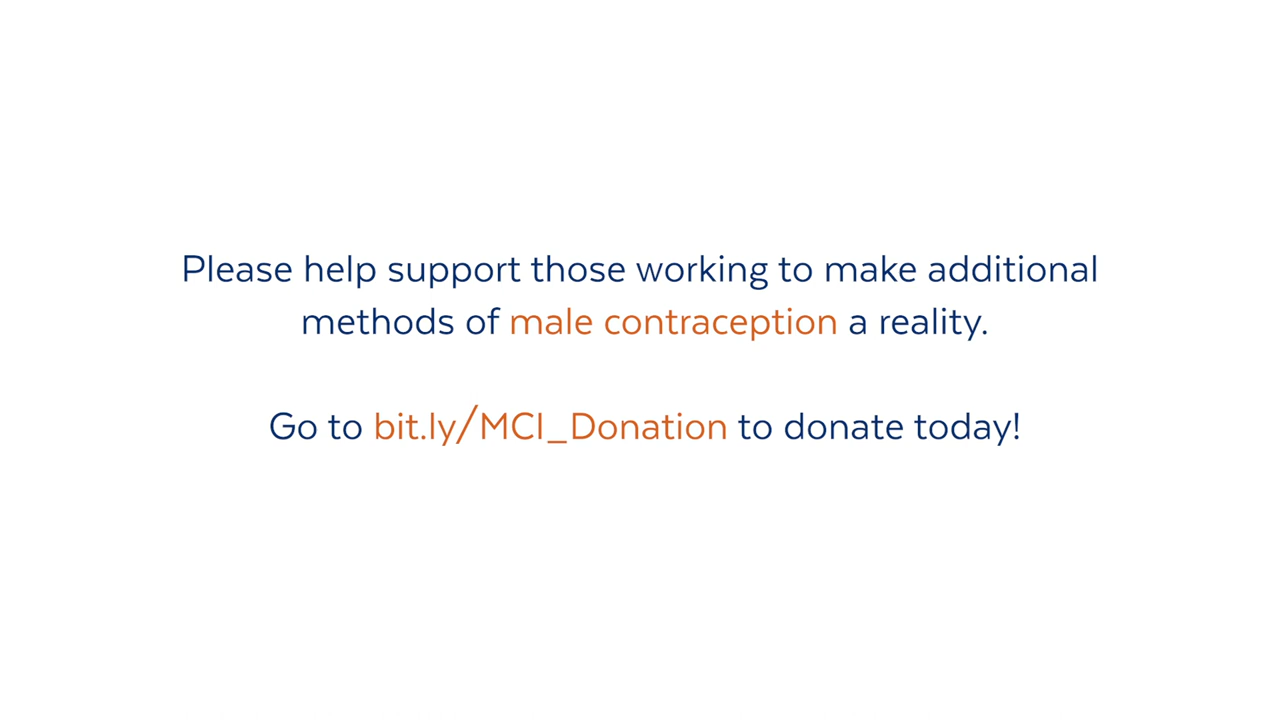 Please help support those working to make additional
methods of male contraception a reality.
Go to bit.ly/MCI_Donation to donate today!